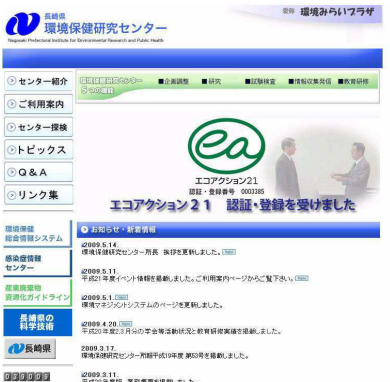 長崎県
環境保健研究センター
Nagasaki Prefectural Institute for Environmental Research and Public Health
愛称 環境みらいプラザ
センター紹介
環境保健研究センター
5つの機能
■企画調整 ■研究 ■試験検査 ■情報収集発信 ■教育研修
ご利用案内
センター探検
トピックス
Q&A
リンク集
ea
エコアクション21
認証・登録番号 0003385
エコアクション21 認証・登録を受けました
環境保健
総合情報システム
感染症情報
センター
産業廃棄物
資源化ガイドライン
長崎県の
科学技術
長崎県
お知らせ・新着情報
2009.5.14.
環境保健研究センター所長 挨拶を更新しました。
2009.5.11.
平成21年度イベント情報を掲載しました。ご利用案内ページからご覧下さい。
2009.5.1.
環境マネジメントシステムのページを更新しました。
2009.4.20.
平成20年度2.3月分の学会等活動状況と教育研修実績を掲載しました。
2009.3.17.
環境保健研究センター所報平成19年度 第53号を掲載しました。
2009.3.11.